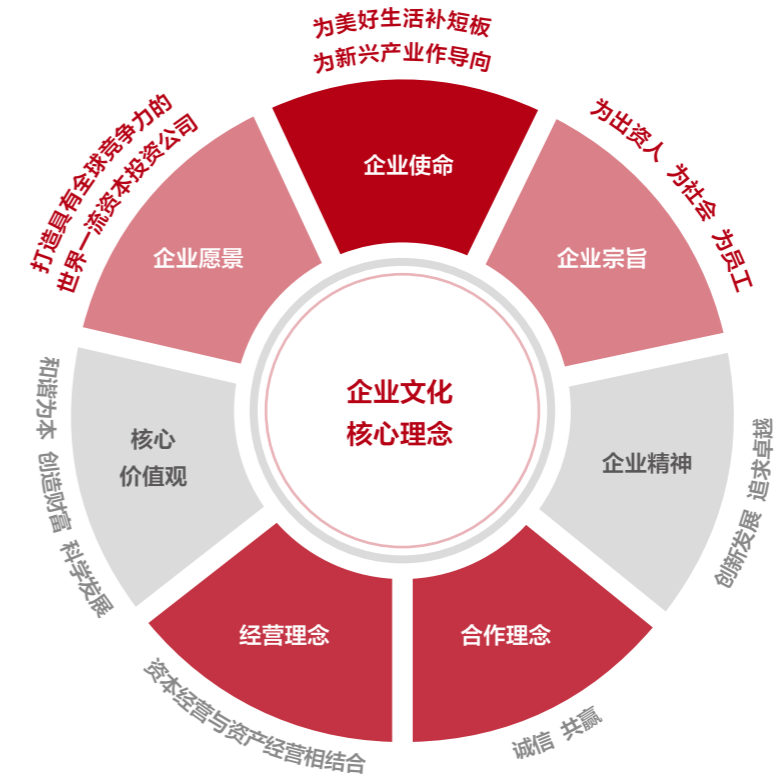 为美好生活补短板
为新兴产业作导向
企业使命
为出资人 为社会 为员工
企业宗旨
打造具有全球竞争力的
世界一流资本投资公司
企业愿景
企业文化
核心理念
和谐为本 创造财富 科学发展
核心
价值观
企业精神
创新发展 追求卓越
经营理念
资本经营与资产经营相结合
合作理念
诚信 共赢